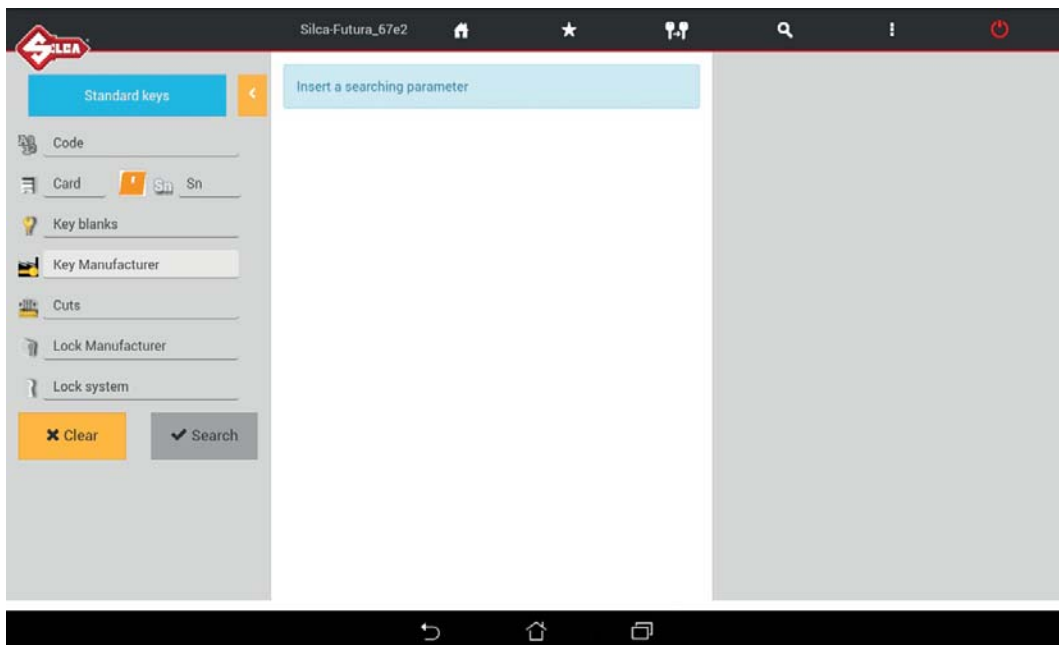 SILCA
Silca-Futura_67e2
Standard keys
Insert a searching parameter
Code
Card Sn Sn
Key blanks
Key Manufacturer
Cuts
Lock Manufacturer
Lock system
Clear Search